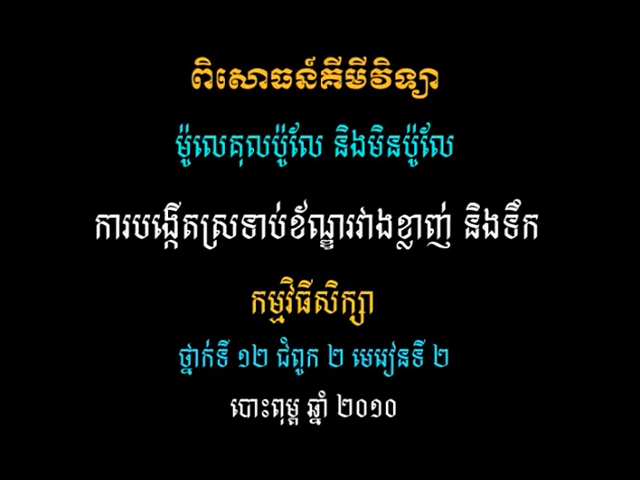 ពិសោធន៍គីមីវិទ្យា
ម៉ូលេគុលប៉ូលែ និងមិនប៉ូលែ
ការបង្កើតស្រទាប់ខ័ណ្ឌរវាងខ្លាញ់ និងទឹក
កម្មវិធីសិក្សា
ថ្នាក់ទី ១២ ជំពូក ២ មេរៀនទី ២
បោះពុម្ព ឆ្នាំ ២០១០